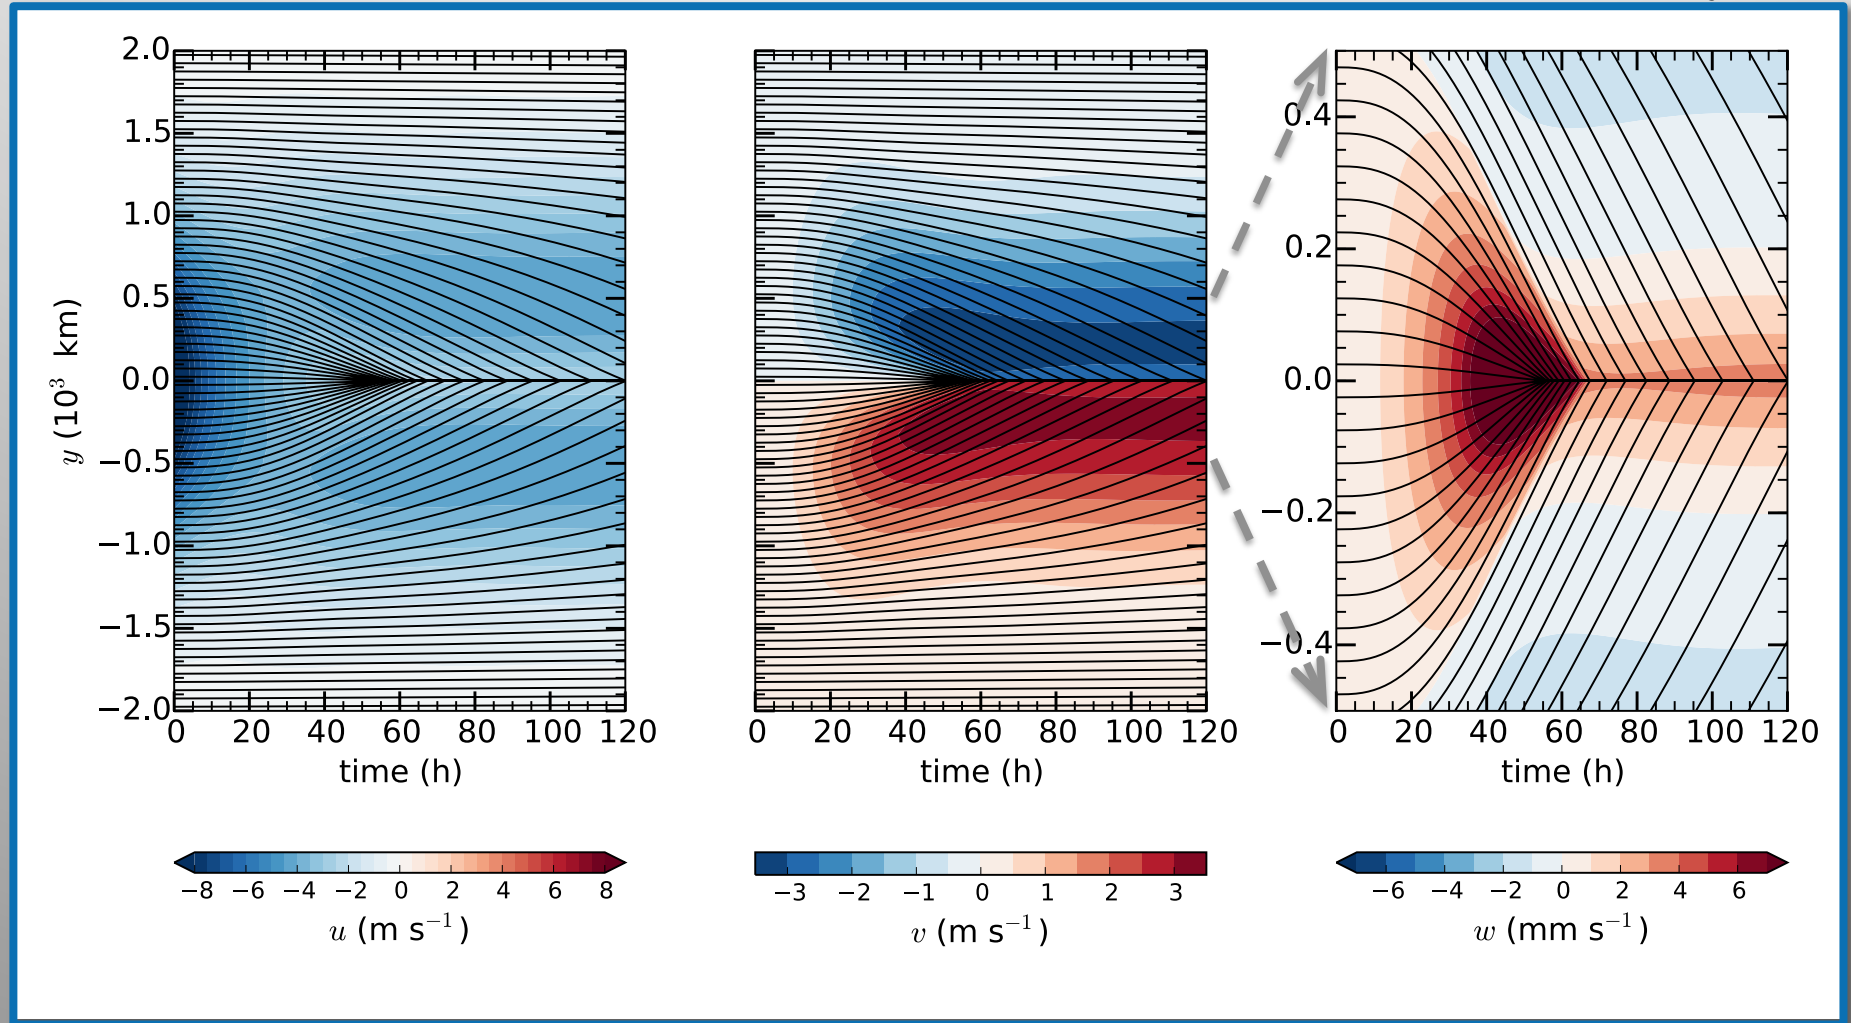 2.0
1.5
1.0
0.5
0.0
−0.5
−1.0
−1.5
−2.0
y (10³ km)
0 20 40 60 80 100 120
time (h)
0 20 40 60 80 100 120
time (h)
0.4
0.2
0.0
−0.2
−0.4
0 20 40 60 80 100 120
time (h)
−8 −6 −4 −2 0 2 4 6 8
u (m s⁻¹)
−3 −2 −1 0 1 2 3
v (m s⁻¹)
−6 −4 −2 0 2 4 6
w (mm s⁻¹)